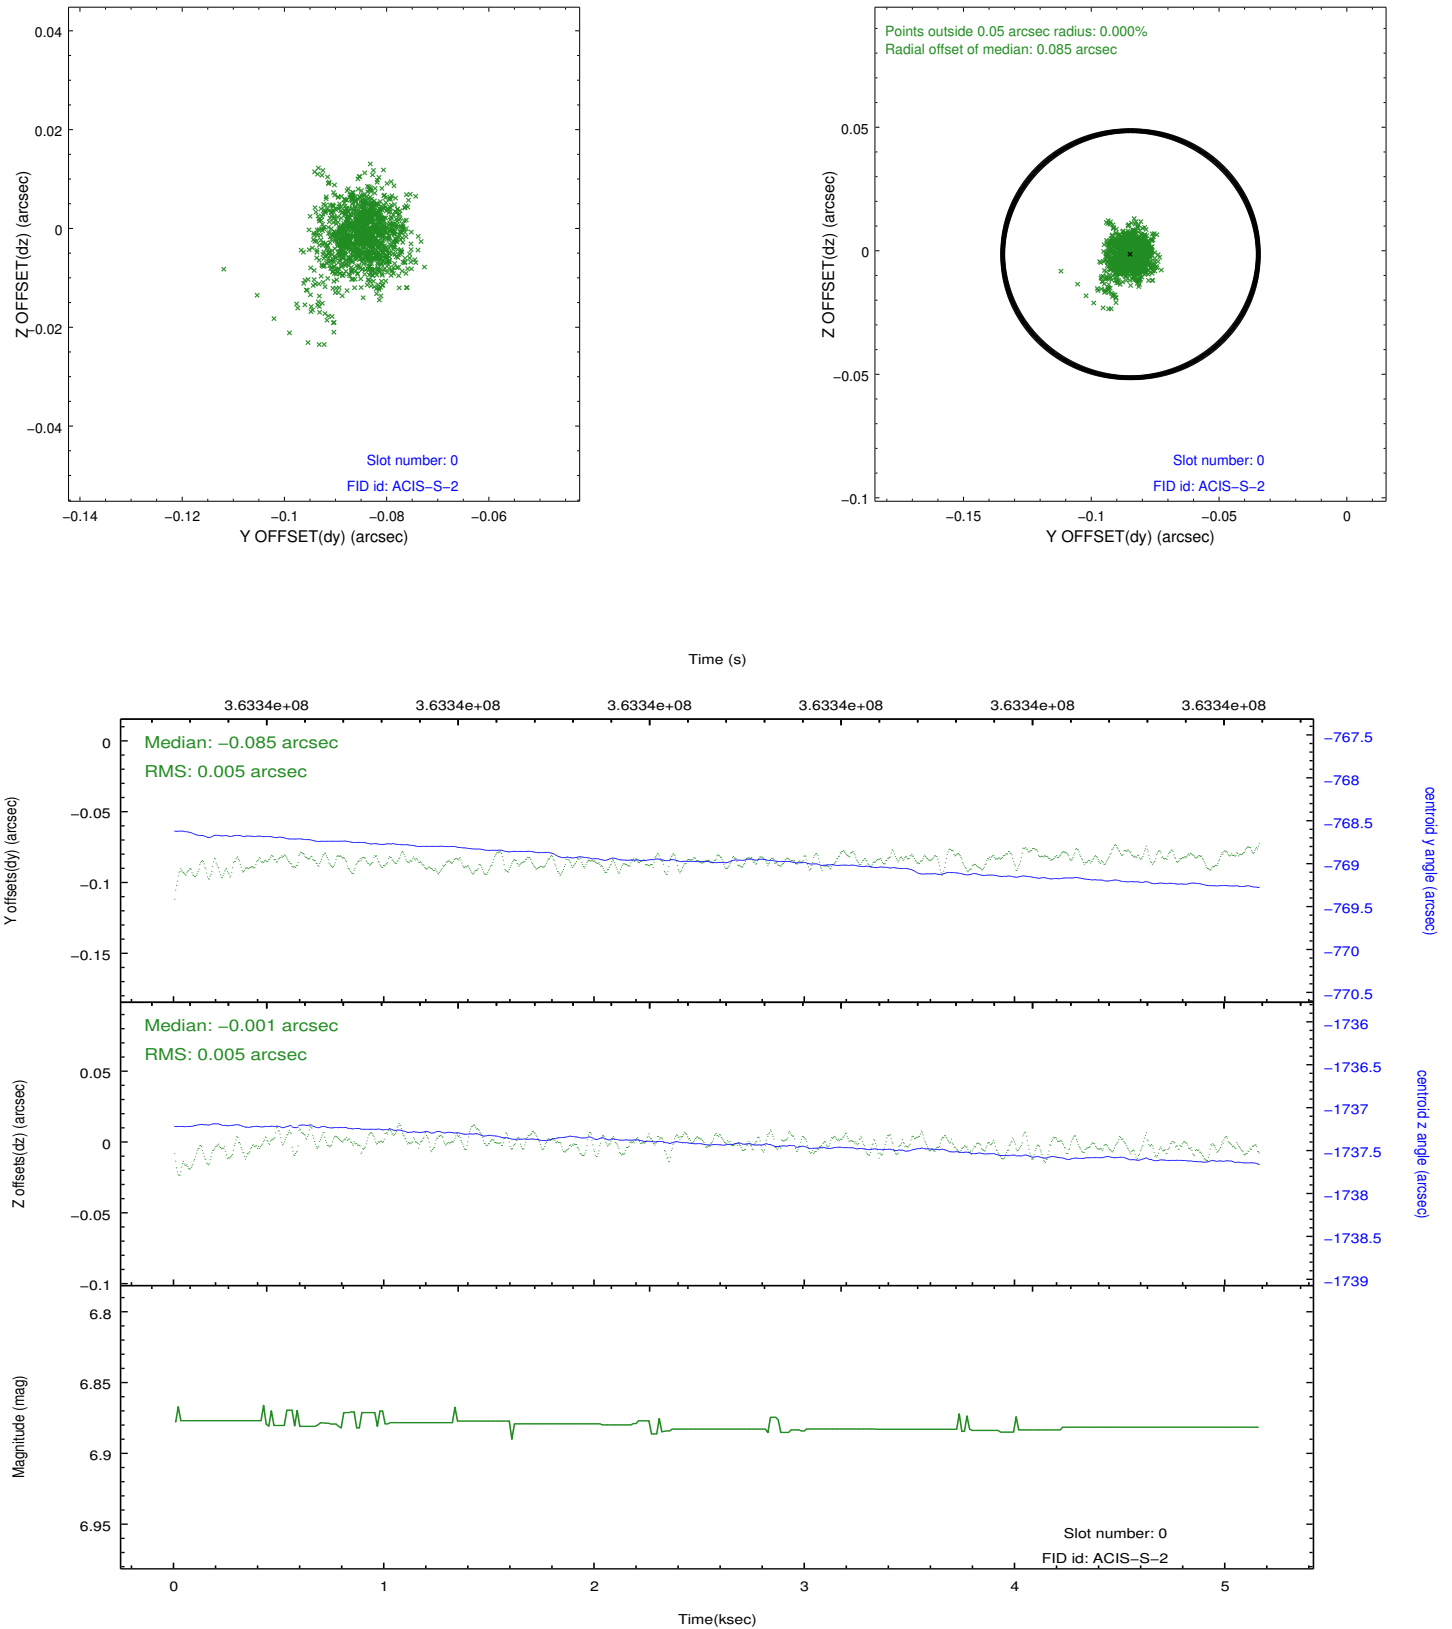 0.04
0.02
0
−0.02
−0.04
Z OFFSET(dz) (arcsec)
Slot number: 0
FID id: ACIS−S−2
−0.14
−0.12
−0.1
−0.08
−0.06
Y OFFSET(dy) (arcsec)
Points outside 0.05 arcsec radius: 0.000%
Radial offset of median: 0.085 arcsec
0.05
0
−0.05
−0.1
Z OFFSET(dz) (arcsec)
Slot number: 0
FID id: ACIS−S−2
−0.15
−0.1
−0.05
0
Y OFFSET(dy) (arcsec)
Time (s)
3.6334e+08
3.6334e+08
3.6334e+08
3.6334e+08
3.6334e+08
3.6334e+08
Median: −0.085 arcsec
RMS: 0.005 arcsec
0
−0.05
−0.1
−0.15
Y offsets(dy) (arcsec)
−767.5
−768
−768.5
−769
−769.5
−770
−770.5
centroid y angle (arcsec)
Median: −0.001 arcsec
RMS: 0.005 arcsec
0.05
0
−0.05
−0.1
Z offsets(dz) (arcsec)
−1736
−1736.5
−1737
−1737.5
−1738
−1738.5
−1739
centroid z angle (arcsec)
6.8
6.85
6.9
6.95
Magnitude (mag)
Slot number: 0
FID id: ACIS−S−2
0
1
2
3
4
5
Time(ksec)